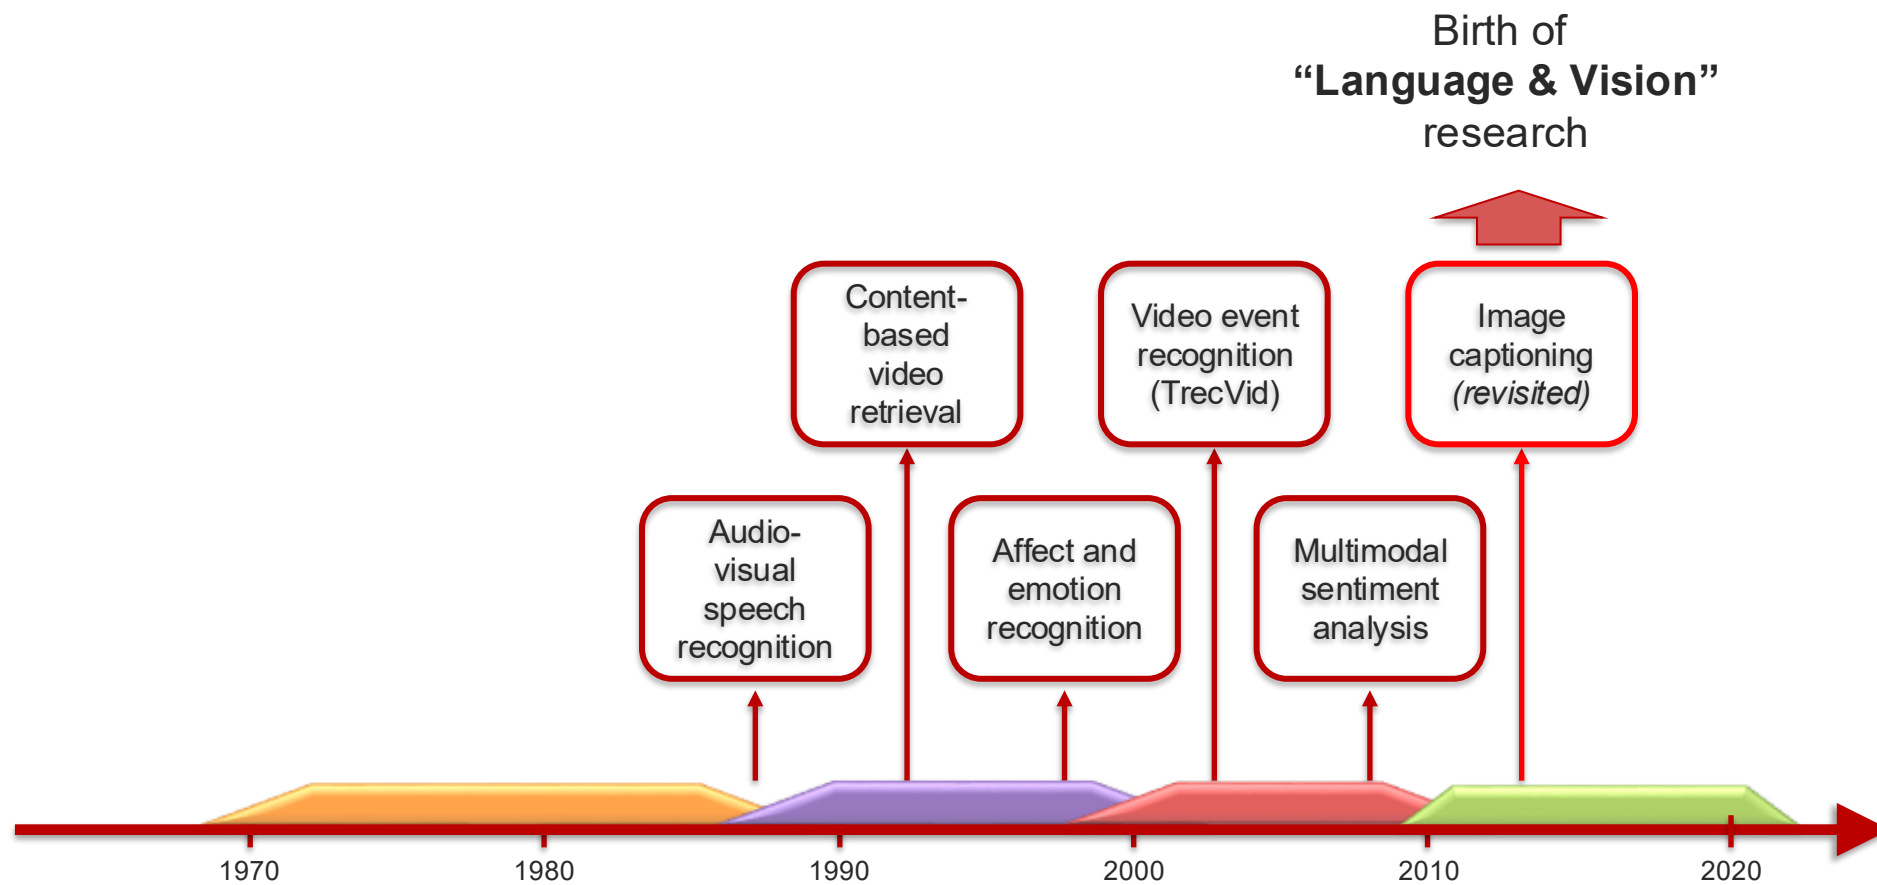 Birth of
“Language & Vision”
research
Content-
based
video
retrieval
Video event
recognition
(TrecVid)
Image
captioning
(revisited)
Audio-
visual
speech
recognition
Affect and
emotion
recognition
Multimodal
sentiment
analysis
1970
1980
1990
2000
2010
2020